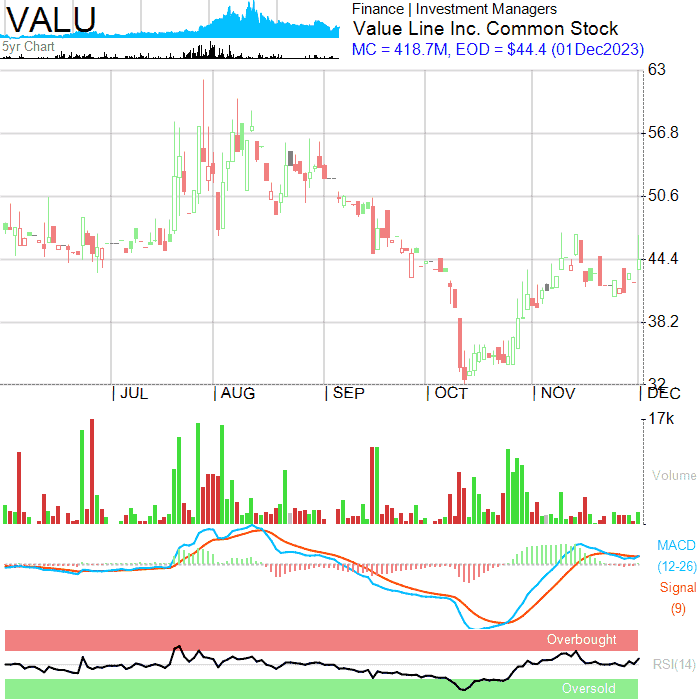 VALU
5yr Chart
Finance | Investment Managers
Value Line Inc. Common Stock
MC = 418.7M, EOD = $44.4 (01Dec2023)
63
56.8
50.6
44.4
38.2
32
| JUL | AUG | SEP | OCT | NOV | DEC
17k
Volume
MACD
(12-26)
Signal
(9)
Overbought
RSI(14)
Oversold